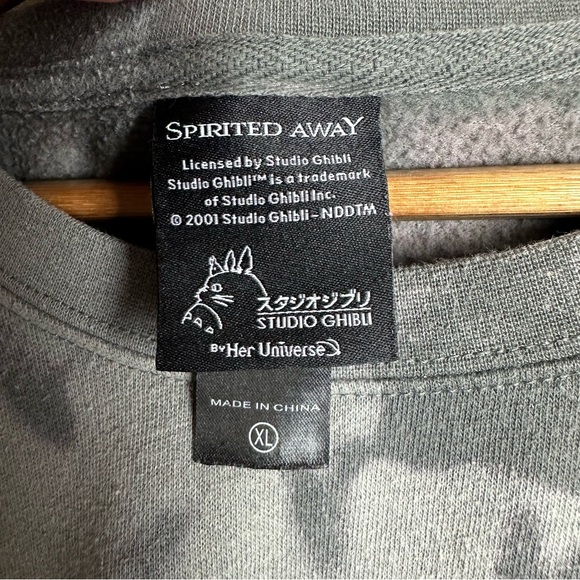 SPIRITED AWAY
Licensed by Studio Ghibli
Studio Ghibli™ is a trademark
of Studio Ghibli Inc.
© 2001 Studio Ghibli – NDDTM
スタジオジブリ
STUDIO GHIBLI
BY Her Universe
MADE IN CHINA
XL